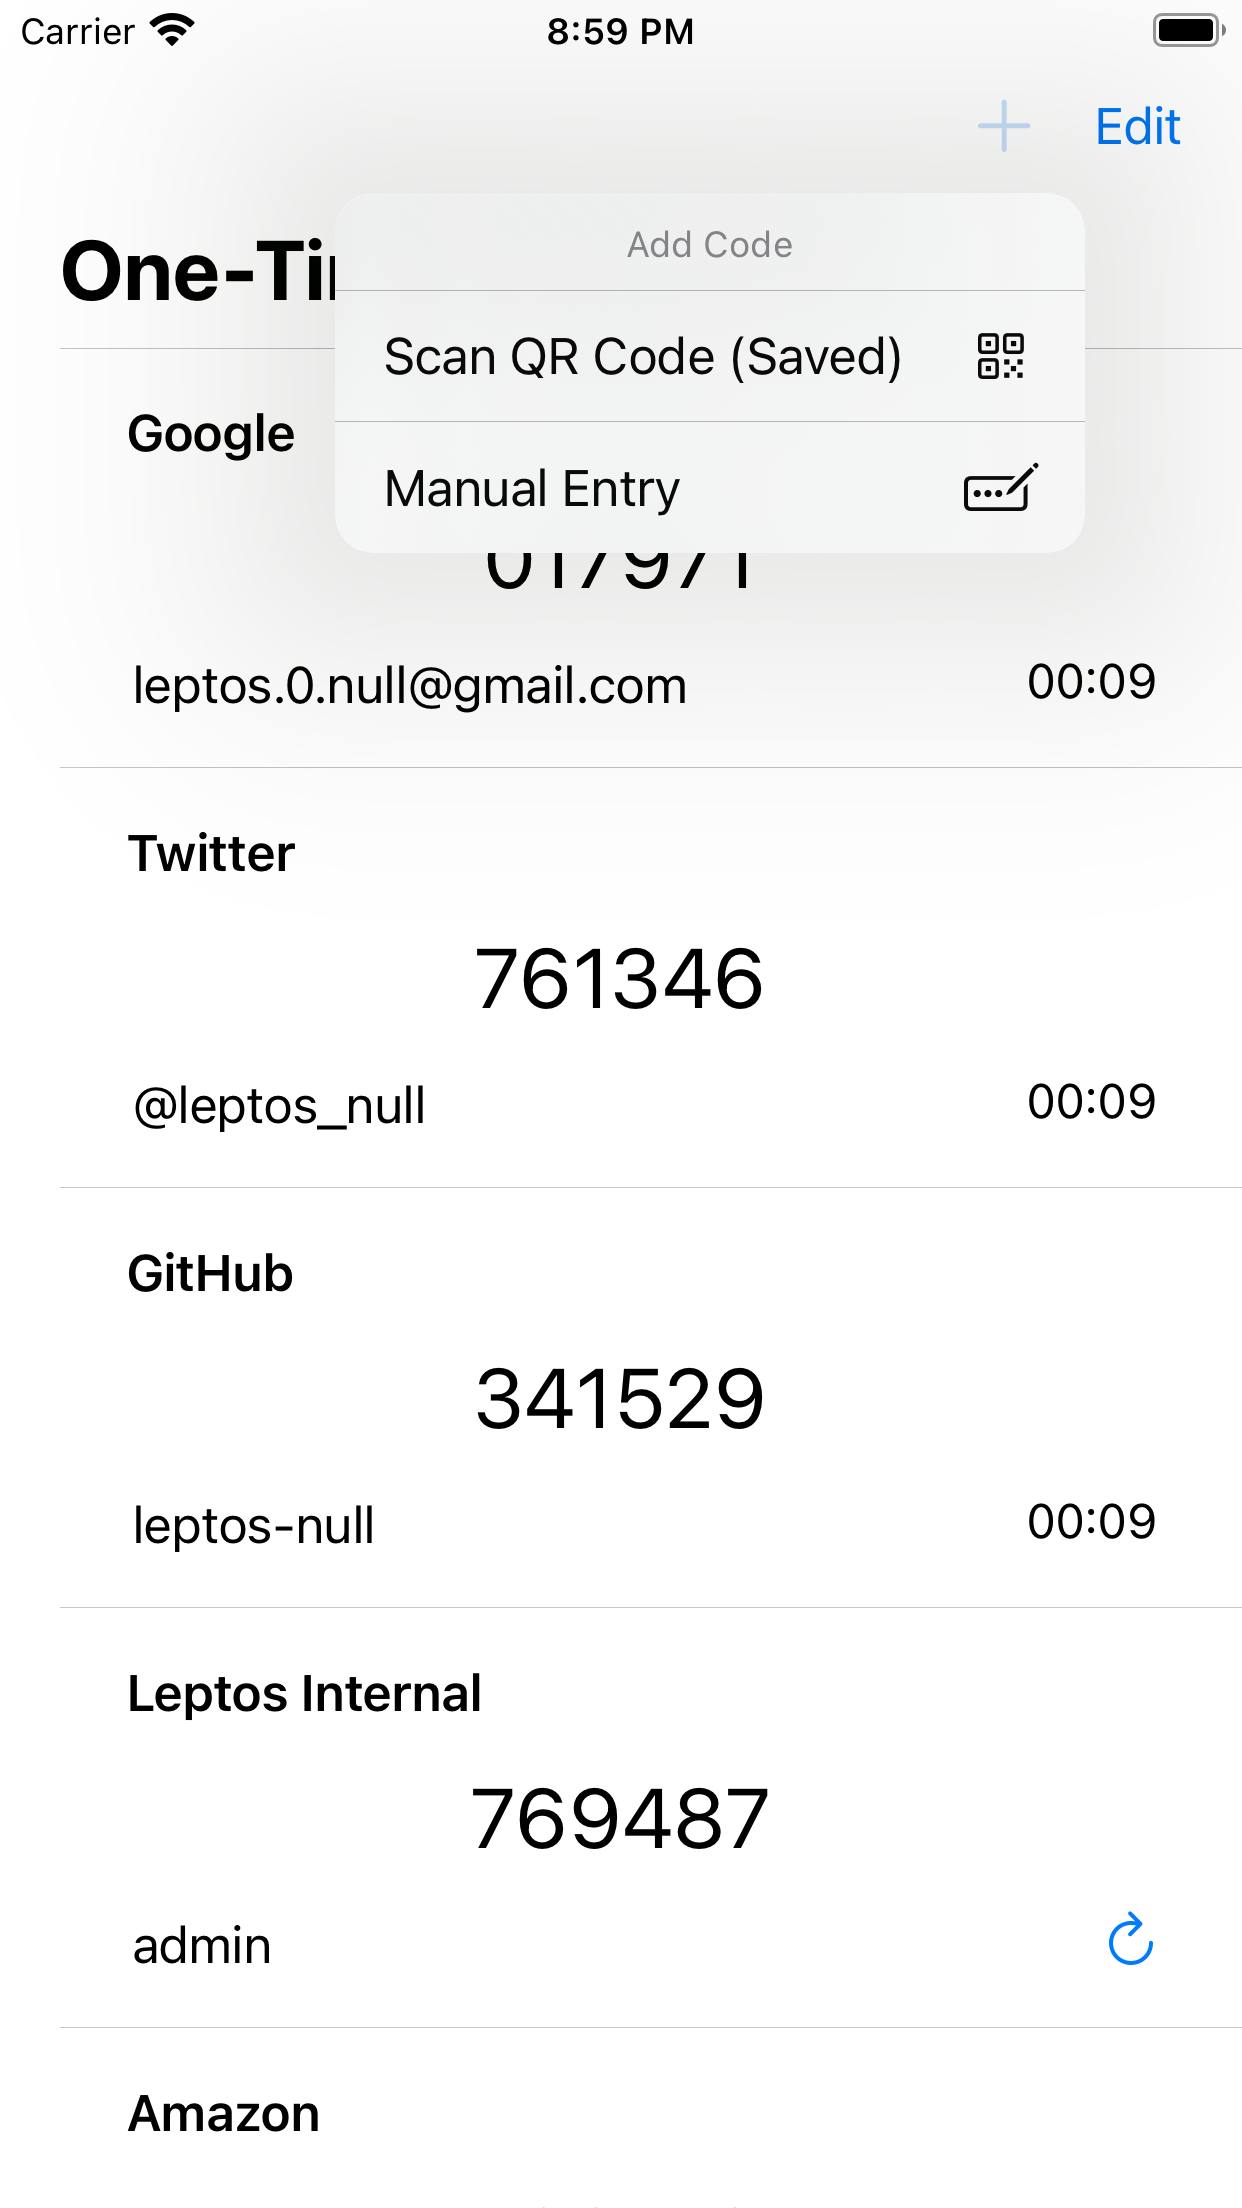 Carrier 8:59 PM
Edit
Add Code
One-Ti
Scan QR Code (Saved)
Google
Manual Entry
017971
leptos.0.null@gmail.com 00:09
Twitter
761346
@leptos_null 00:09
GitHub
341529
leptos-null 00:09
Leptos Internal
769487
admin
Amazon